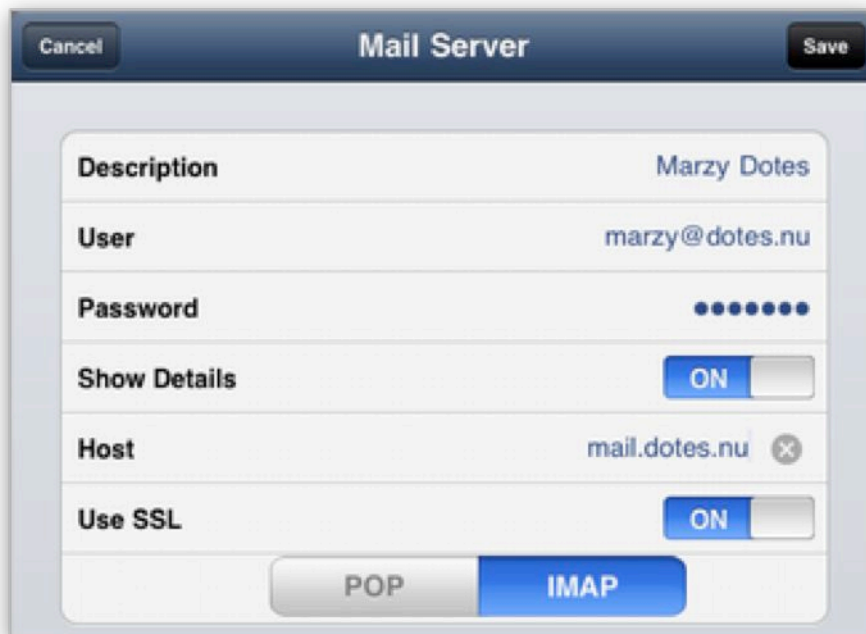 Cancel Mail Server Save
Description Marzy Dotes
User marzy@dotes.nu
Password •••••••
Show Details ON
Host mail.dotes.nu
Use SSL ON
POP IMAP